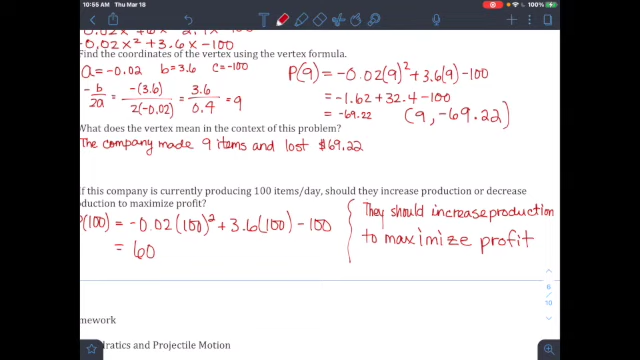 10:55 AM Thu Mar 18
-0.02x² + 3.6x - 100
Find the coordinates of the vertex using the vertex formula.
a = -0.02 b = 3.6 c = -100
-b/2a = -(3.6)/2(-0.02) = 3.6/0.4 = 9
P(9) = -0.02(9)² + 3.6(9) - 100
= -1.62 + 32.4 - 100
= -69.22 (9, -69.22)
What does the vertex mean in the context of this problem?
The company made 9 items and lost $69.22
If this company is currently producing 100 items/day, should they increase production or decrease
oduction to maximize profit?
P(100) = -0.02(100)² + 3.6(100) - 100
= 60
They should increase production
to maximize profit
6
10
mework
adratics and Projectile Motion